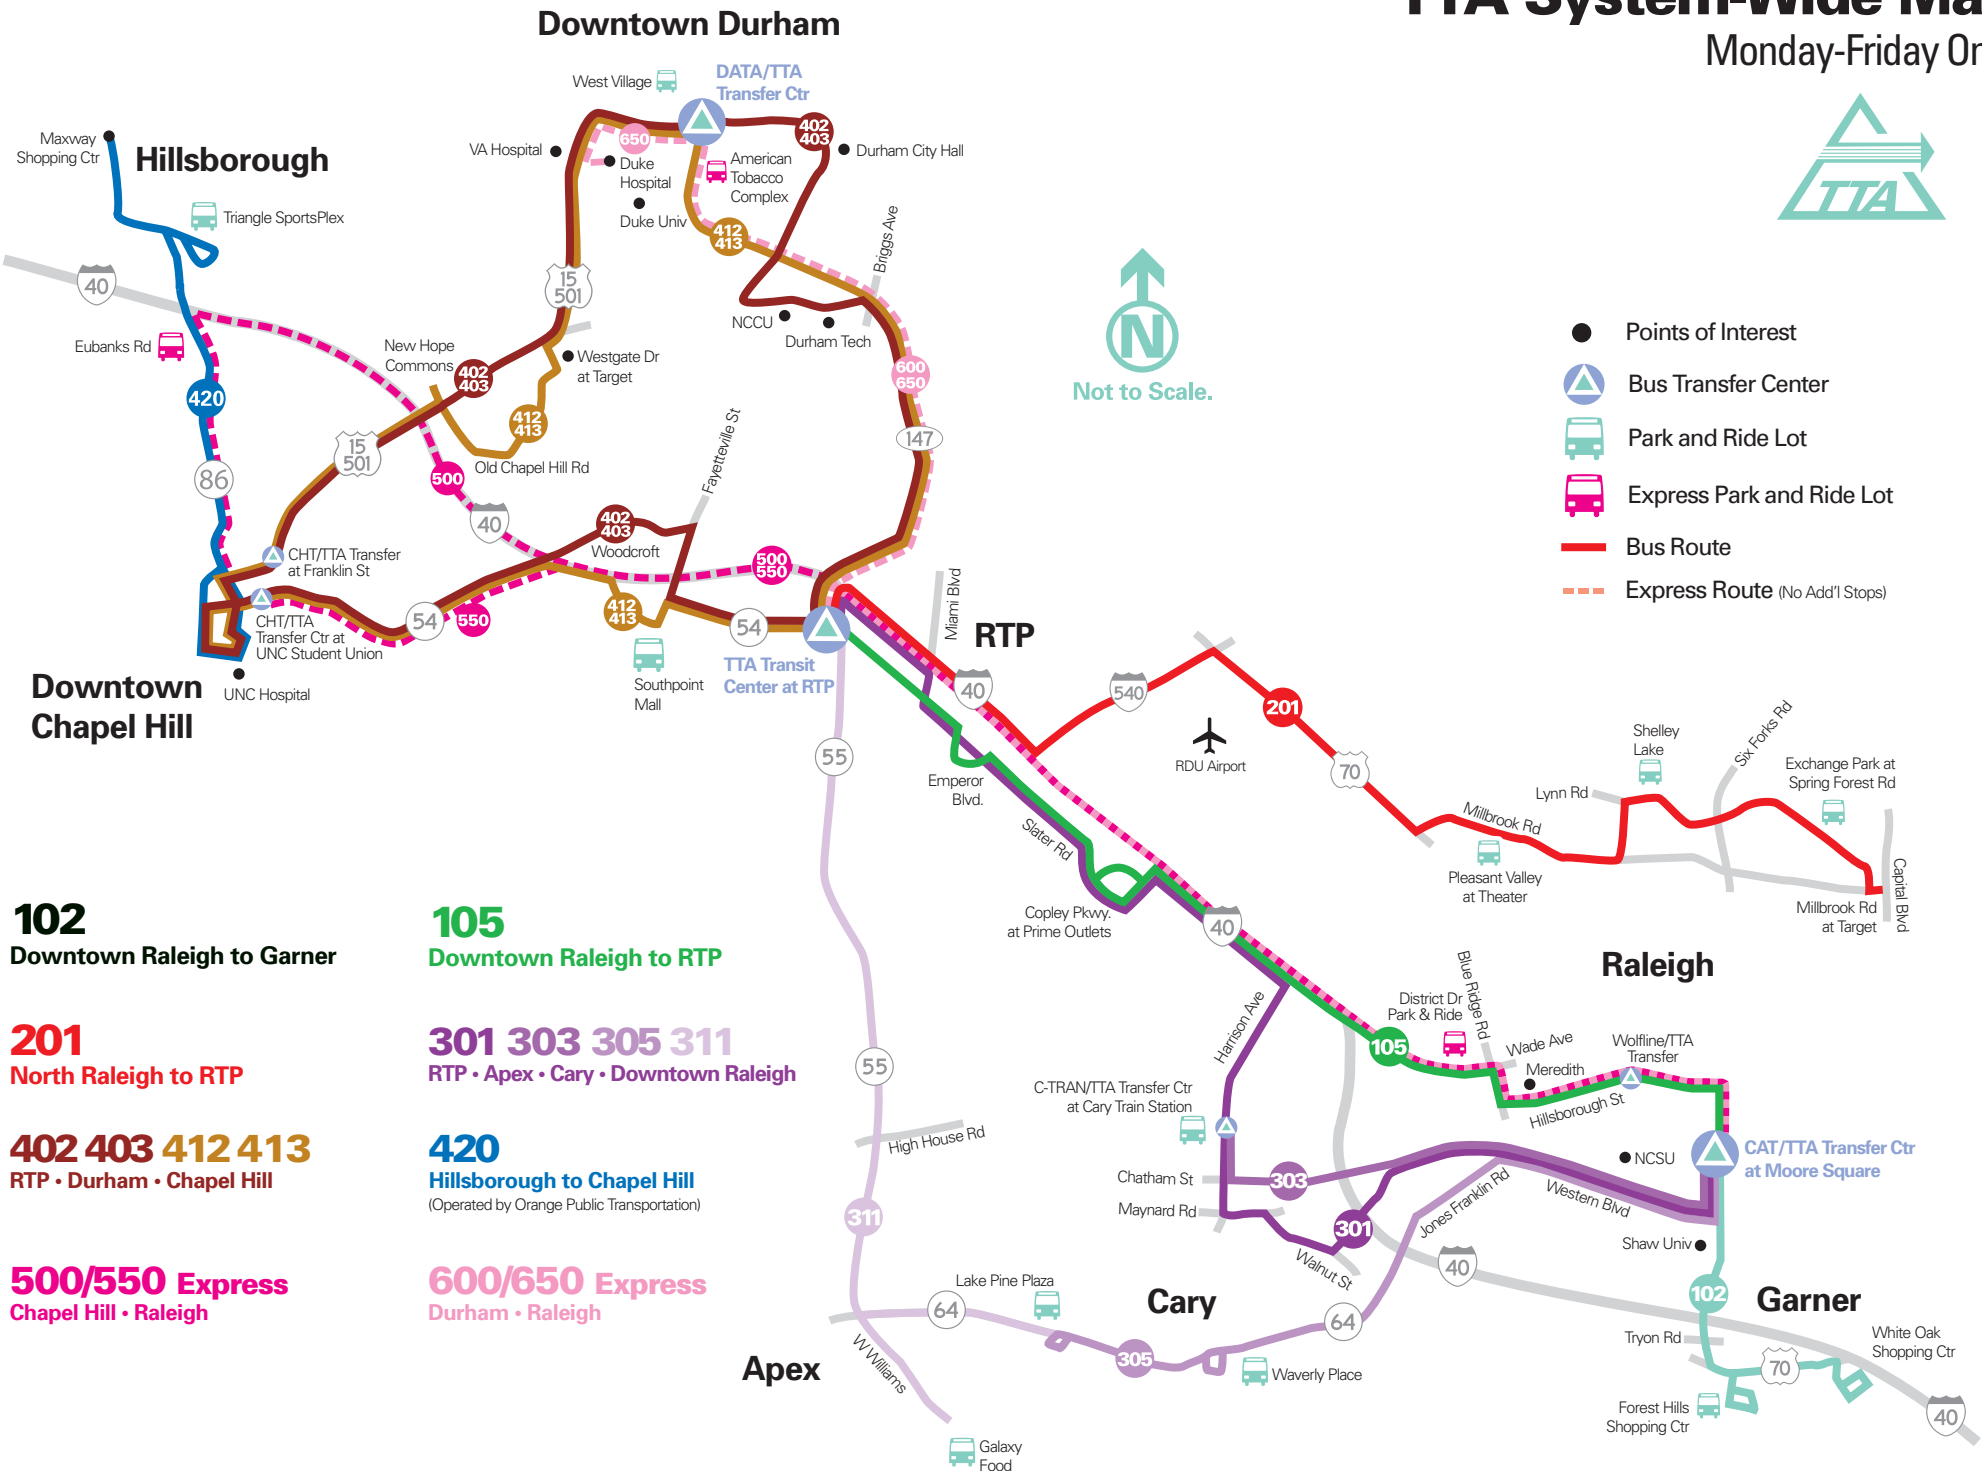 TTA System-Wide Ma
Monday-Friday On
TTA
Downtown Durham
West Village
DATA/TTA
Transfer Ctr
Maxway
Shopping Ctr
Hillsborough
Triangle SportsPlex
VA Hospital
650
Duke
Hospital
Duke Univ
American
Tobacco
Complex
402
403
Durham City Hall
412
413
Briggs Ave
40
15
501
NCCU
Durham Tech
Eubanks Rd
New Hope
Commons
402
403
Westgate Dr
at Target
600
650
420
412
413
147
15
501
Old Chapel Hill Rd
Fayetteville St
86
500
40
402
403
Woodcroft
CHT/TTA Transfer
at Franklin St
500
550
CHT/TTA
Transfer Ctr at
UNC Student Union
54
550
412
413
54
Miami Blvd
RTP
Southpoint
Mall
TTA Transit
Center at RTP
Downtown
Chapel Hill
UNC Hospital
N
Not to Scale.
Points of Interest
Bus Transfer Center
Park and Ride Lot
Express Park and Ride Lot
Bus Route
Express Route (No Add'l Stops)
40
540
201
RDU Airport
70
55
Emperor
Blvd.
Slater Rd
Copley Pkwy.
at Prime Outlets
40
Millbrook Rd
Pleasant Valley
at Theater
Lynn Rd
Shelley
Lake
Six Forks Rd
Exchange Park at
Spring Forest Rd
Capital Blvd
Millbrook Rd
at Target
Raleigh
Harrison Ave
District Dr
Park & Ride
Blue Ridge Rd
105
Wade Ave
Meredith
Hillsborough St
Wolfline/TTA
Transfer
C-TRAN/TTA Transfer Ctr
at Cary Train Station
CAT/TTA Transfer Ctr
at Moore Square
NCSU
Chatham St
303
Maynard Rd
301
Walnut St
Jones Franklin Rd
Western Blvd
Shaw Univ
40
102
Garner
Tryon Rd
White Oak
Shopping Ctr
70
Forest Hills
Shopping Ctr
40
55
High House Rd
311
Lake Pine Plaza
64
Cary
64
305
Waverly Place
Apex
W Williams
Galaxy
Food
102
Downtown Raleigh to Garner
105
Downtown Raleigh to RTP
201
North Raleigh to RTP
301 303 305 311
RTP • Apex • Cary • Downtown Raleigh
402 403 412 413
RTP • Durham • Chapel Hill
420
Hillsborough to Chapel Hill
(Operated by Orange Public Transportation)
500/550 Express
Chapel Hill • Raleigh
600/650 Express
Durham • Raleigh